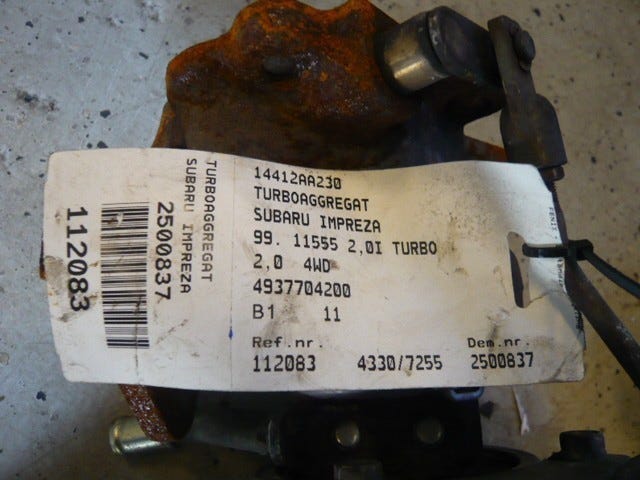 14412AA230
TURBOAGGREGAT
SUBARU IMPREZA
99. 11555 2,0I TURBO
2,0 4WD
4937704200
B1 11
Ref.nr. Dem.nr.
112083 4330/7255 2500837
TURBOAGGREGAT
SUBARU IMPREZA
2500837
112083